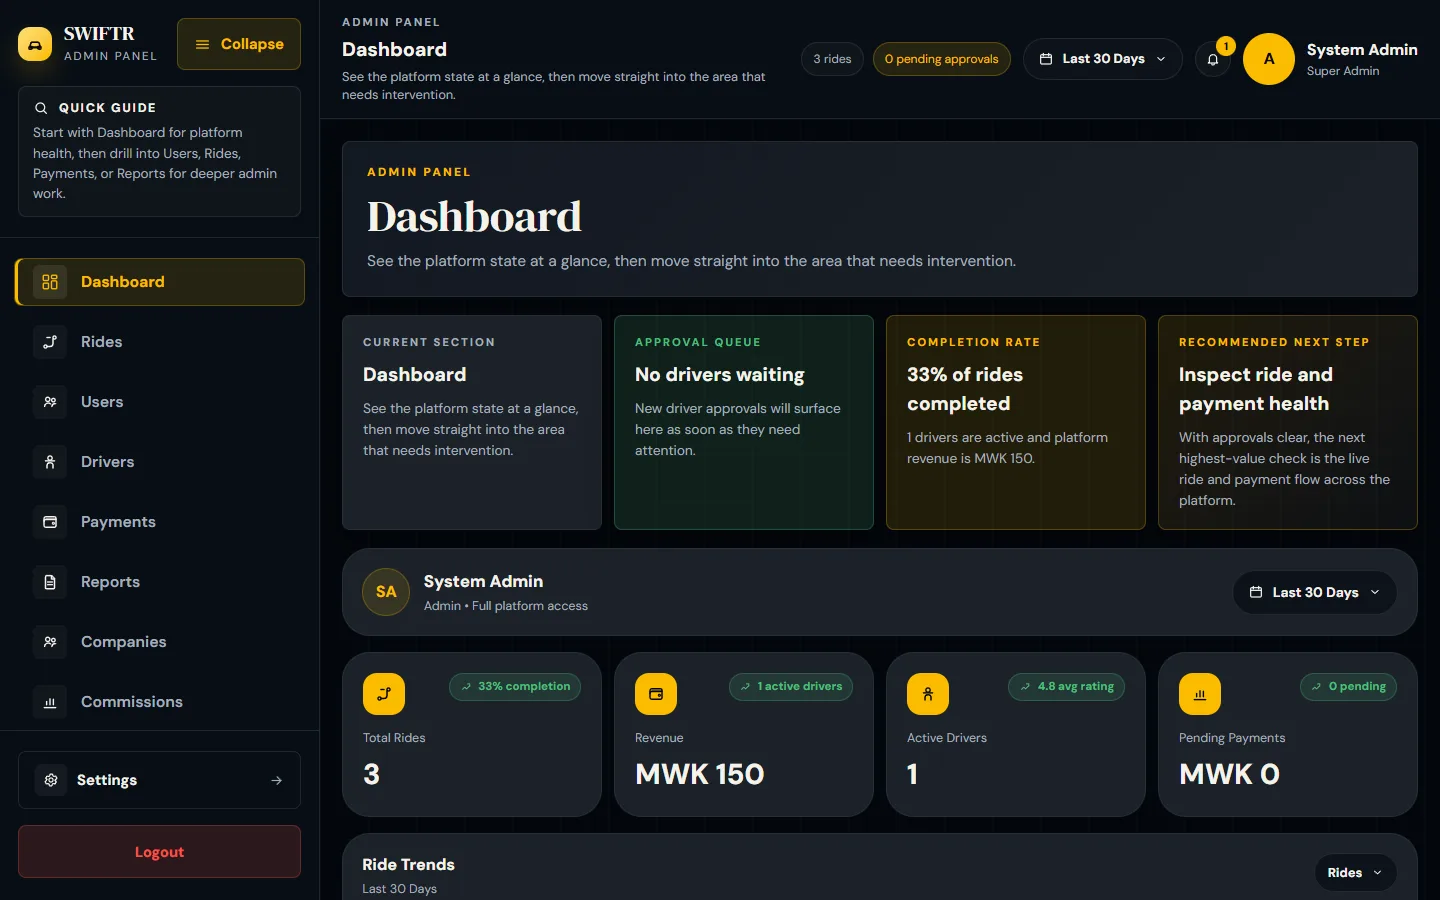 SWIFTR
ADMIN PANEL
Collapse
QUICK GUIDE
Start with Dashboard for platform
health, then drill into Users, Rides,
Payments, or Reports for deeper admin
work.
Dashboard
Rides
Users
Drivers
Payments
Reports
Companies
Commissions
Settings
Logout
ADMIN PANEL
Dashboard
See the platform state at a glance, then move straight into the area that
needs intervention.
3 rides
0 pending approvals
Last 30 Days
1
A
System Admin
Super Admin
ADMIN PANEL
Dashboard
See the platform state at a glance, then move straight into the area that needs intervention.
CURRENT SECTION
Dashboard
See the platform state at a glance,
then move straight into the area
that needs intervention.
APPROVAL QUEUE
No drivers waiting
New driver approvals will surface
here as soon as they need
attention.
COMPLETION RATE
33% of rides
completed
1 drivers are active and platform
revenue is MWK 150.
RECOMMENDED NEXT STEP
Inspect ride and
payment health
With approvals clear, the next
highest-value check is the live
ride and payment flow across the
platform.
SA
System Admin
Admin • Full platform access
Last 30 Days
33% completion
Total Rides
3
1 active drivers
Revenue
MWK 150
4.8 avg rating
Active Drivers
1
0 pending
Pending Payments
MWK 0
Ride Trends
Last 30 Days
Rides